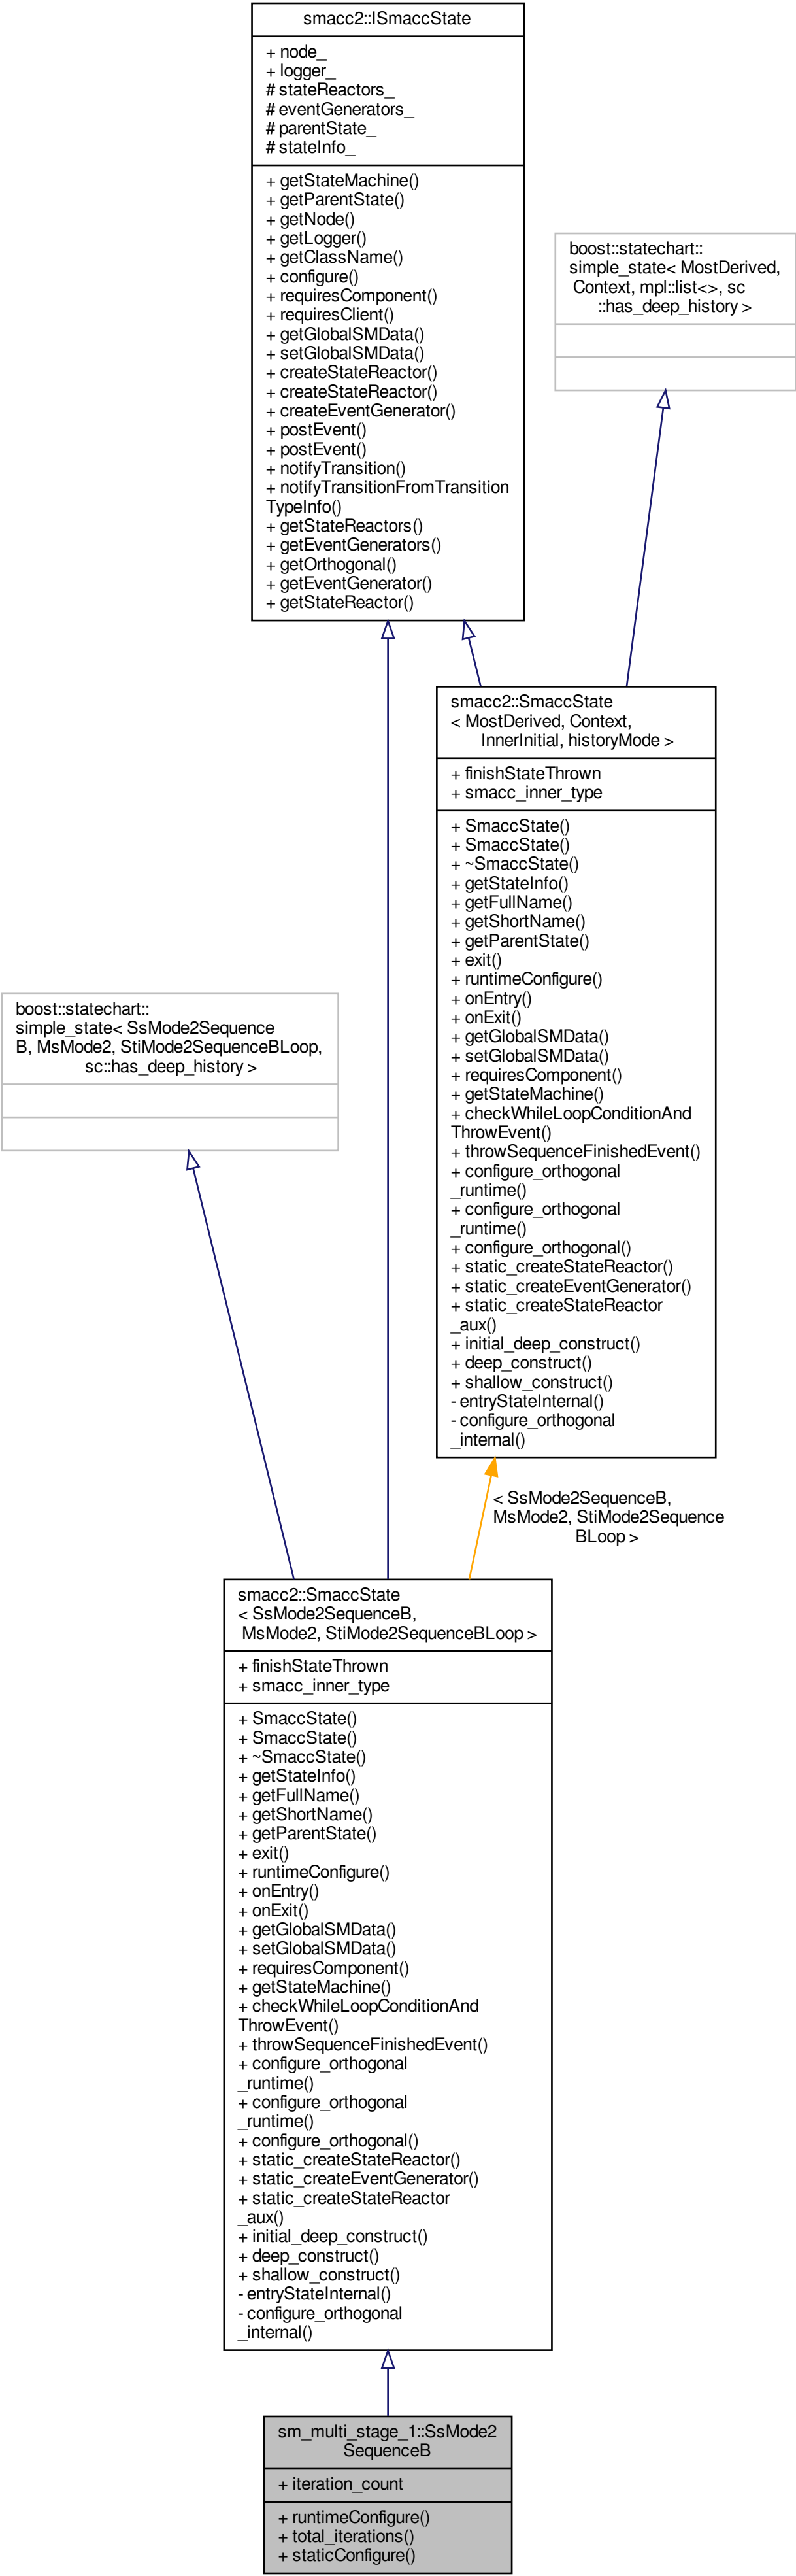 smacc2::ISmaccState
+ node_
+ logger_
# stateReactors_
# eventGenerators_
# parentState_
# stateInfo_
+ getStateMachine()
+ getParentState()
+ getNode()
+ getLogger()
+ getClassName()
+ configure()
+ requiresComponent()
+ requiresClient()
+ getGlobalSMData()
+ setGlobalSMData()
+ createStateReactor()
+ createStateReactor()
+ createEventGenerator()
+ postEvent()
+ postEvent()
+ notifyTransition()
+ notifyTransitionFromTransition
TypeInfo()
+ getStateReactors()
+ getEventGenerators()
+ getOrthogonal()
+ getEventGenerator()
+ getStateReactor()
boost::statechart::
simple_state< MostDerived,
Context, mpl::list<>, sc
::has_deep_history >
smacc2::SmaccState
< MostDerived, Context,
InnerInitial, historyMode >
+ finishStateThrown
+ smacc_inner_type
+ SmaccState()
+ SmaccState()
+ ~SmaccState()
+ getStateInfo()
+ getFullName()
+ getShortName()
+ getParentState()
+ exit()
+ runtimeConfigure()
+ onEntry()
+ onExit()
+ getGlobalSMData()
+ setGlobalSMData()
+ requiresComponent()
+ getStateMachine()
+ checkWhileLoopConditionAnd
ThrowEvent()
+ throwSequenceFinishedEvent()
+ configure_orthogonal
_runtime()
+ configure_orthogonal
_runtime()
+ configure_orthogonal()
+ static_createStateReactor()
+ static_createEventGenerator()
+ static_createStateReactor
_aux()
+ initial_deep_construct()
+ deep_construct()
+ shallow_construct()
- entryStateInternal()
- configure_orthogonal
_internal()
boost::statechart::
simple_state< SsMode2Sequence
B, MsMode2, StiMode2SequenceBLoop,
sc::has_deep_history >
< SsMode2SequenceB,
MsMode2, StiMode2Sequence
BLoop >
smacc2::SmaccState
< SsMode2SequenceB,
MsMode2, StiMode2SequenceBLoop >
+ finishStateThrown
+ smacc_inner_type
+ SmaccState()
+ SmaccState()
+ ~SmaccState()
+ getStateInfo()
+ getFullName()
+ getShortName()
+ getParentState()
+ exit()
+ runtimeConfigure()
+ onEntry()
+ onExit()
+ getGlobalSMData()
+ setGlobalSMData()
+ requiresComponent()
+ getStateMachine()
+ checkWhileLoopConditionAnd
ThrowEvent()
+ throwSequenceFinishedEvent()
+ configure_orthogonal
_runtime()
+ configure_orthogonal
_runtime()
+ configure_orthogonal()
+ static_createStateReactor()
+ static_createEventGenerator()
+ static_createStateReactor
_aux()
+ initial_deep_construct()
+ deep_construct()
+ shallow_construct()
- entryStateInternal()
- configure_orthogonal
_internal()
sm_multi_stage_1::SsMode2
SequenceB
+ iteration_count
+ runtimeConfigure()
+ total_iterations()
+ staticConfigure()